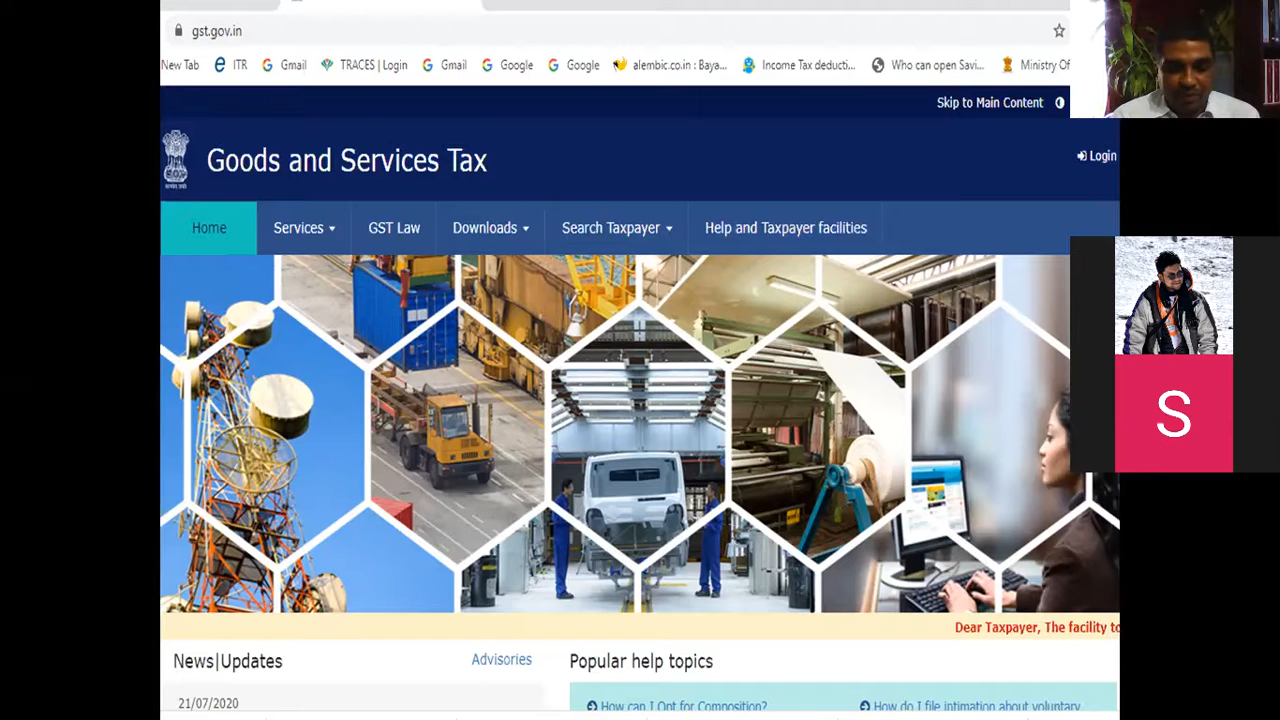 gst.gov.in
New Tab ITR Gmail TRACES | Login Gmail Google Google alembic.co.in : Baya... Income Tax deducti... Who can open Savi... Ministry Of
Skip to Main Content
Goods and Services Tax
Login
Home Services GST Law Downloads Search Taxpayer Help and Taxpayer facilities
S
Dear Taxpayer, The facility to
News|Updates Advisories Popular help topics
21/07/2020
How can I Opt for Composition? How do I file intimation about voluntary